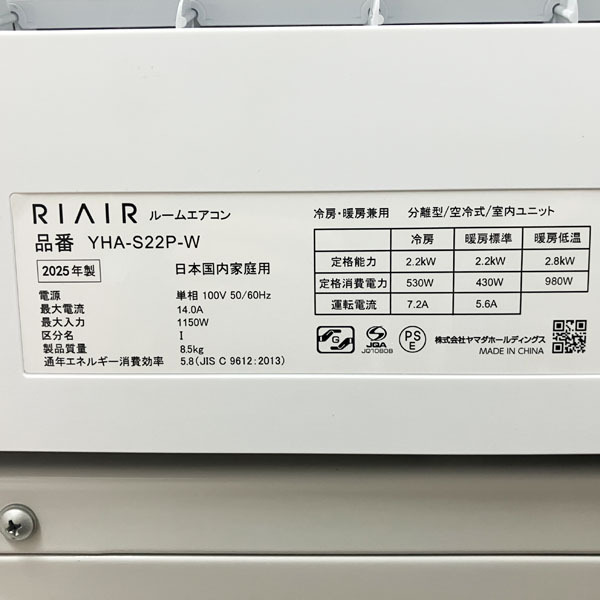 RIAIR ルームエアコン
品番 YHA-S22P-W
2025年製 日本国内家庭用
電源 単相 100V 50/60Hz
最大電流 14.0A
最大入力 1150W
区分名 I
製品質量 8.5kg
通年エネルギー消費効率 5.8(JIS C 9612:2013)
冷房・暖房兼用 分離型/空冷式/室内ユニット
冷房 暖房標準 暖房低温
定格能力 2.2kW 2.2kW 2.8kW
定格消費電力 530W 430W 980W
運転電流 7.2A 5.6A
G
JQA
JQ1080B
PS
E
株式会社ヤマダホールディングス
MADE IN CHINA